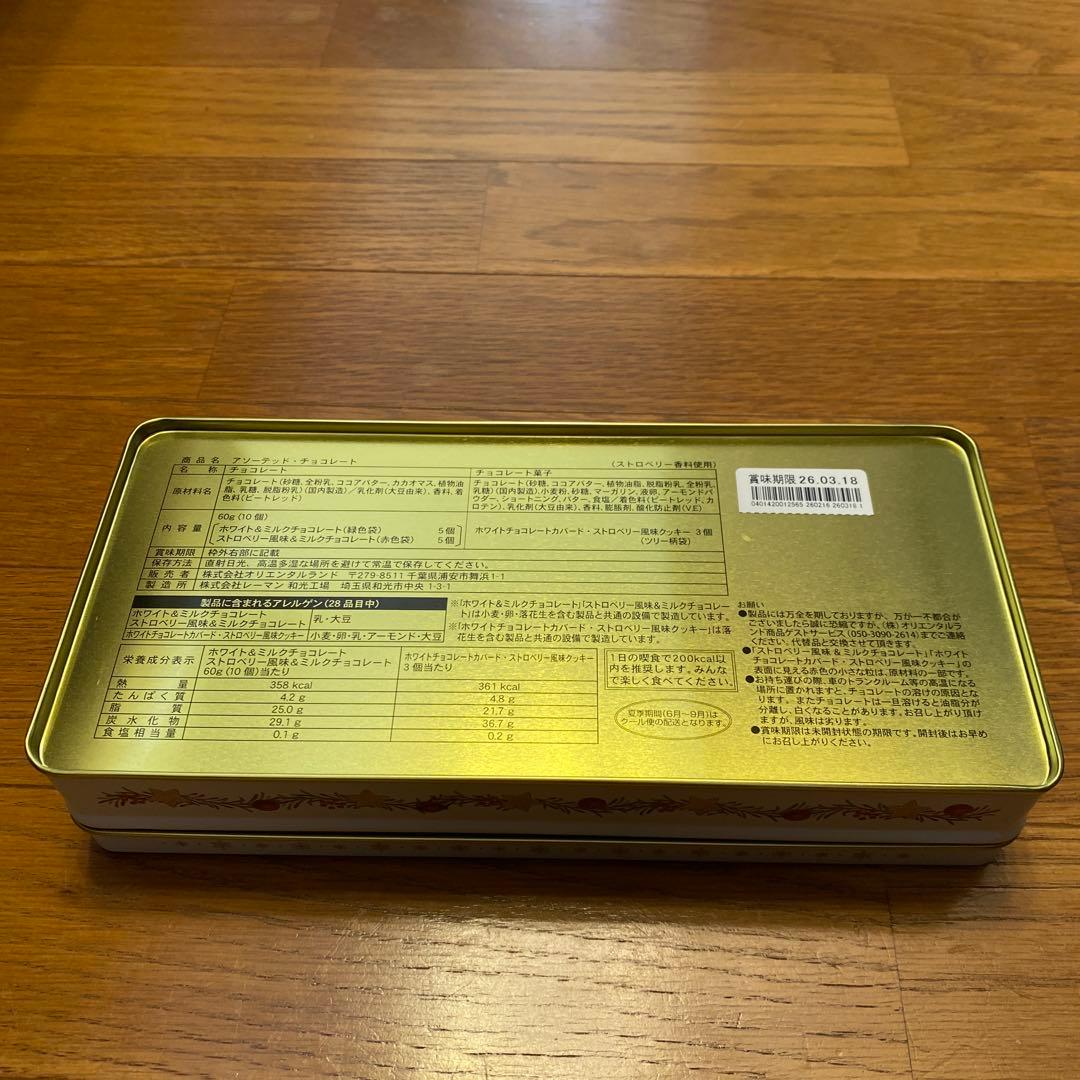 商品名 アソーテッド・チョコレート (ストロベリー香料使用)
名称 チョコレート チョコレート菓子
原材料名
チョコレート(砂糖、全粉乳、ココアバター、カカオマス、植物油
脂、乳糖、脱脂粉乳)(国内製造)／乳化剤(大豆由来)、香料、着
色料(ビートレッド)
チョコレート(砂糖、ココアバター、植物油脂、脱脂粉乳、全粉乳、
乳糖)(国内製造)、小麦粉、砂糖、マーガリン、液卵、アーモンドパ
ウダー、ショートニング、バター、食塩／着色料(ビートレッド、カ
ロテン)、乳化剤(大豆由来)、香料、膨脹剤、酸化防止剤(V.E)
内容量
60g(10個)
ホワイト&ミルクチョコレート(緑色袋) 5個
ストロベリー風味&ミルクチョコレート(赤色袋) 5個
ホワイトチョコレートカバード・ストロベリー風味クッキー 3個
(ツリー柄袋)
賞味期限 枠外右部に記載
保存方法 直射日光、高温多湿な場所を避けて常温で保存してください。
販売者 株式会社オリエンタルランド 〒279-8511 千葉県浦安市舞浜1-1
製造所 株式会社レーマン 和光工場 埼玉県和光市中央1-3-1
賞味期限26.03.18
0401420012565 260216 260318 1
製品に含まれるアレルゲン(28品目中)
ホワイト&ミルクチョコレート
ストロベリー風味&ミルクチョコレート
乳・大豆
ホワイトチョコレートカバード・ストロベリー風味クッキー 小麦・卵・乳・アーモンド・大豆
※「ホワイト&ミルクチョコレート」「ストロベリー風味&ミルクチョコレー
ト」は小麦・卵・落花生を含む製品と共通の設備で製造しています。
※「ホワイトチョコレートカバード・ストロベリー風味クッキー」は落
花生を含む製品と共通の設備で製造しています。
栄養成分表示
ホワイト&ミルクチョコレート
ストロベリー風味&ミルクチョコレート
60g(10個)当たり
ホワイトチョコレートカバード・ストロベリー風味クッキー
3個当たり
熱量 358 kcal 361 kcal
たんぱく質 4.2 g 4.8 g
脂質 25.0 g 21.7 g
炭水化物 29.1 g 36.7 g
食塩相当量 0.1 g 0.2 g
1日の喫食で200kcal以
内を推奨します。みんな
で楽しく食べてください。
夏季期間(6月～9月)は
クール便の配送となります。
お願い
●製品には万全を期しておりますが、万が一不都合が
ございましたら誠に恐縮ですが、(株)オリエンタルラ
ンド商品ゲストサービス(050-3090-2614)までご連絡
ください。代替品と交換させて頂きます。
●「ストロベリー風味&ミルクチョコレート」「ホワイト
チョコレートカバード・ストロベリー風味クッキー」の
表面に見える赤色の小さな粒は、原材料の一部です。
●お持ち運びの際、車のトランクルーム等の高温になる
場所に置かれますと、チョコレートの溶けの原因とな
ります。またチョコレートは一旦溶けると油脂分が
分離し、白くなることがあります。お召し上がり頂け
ますが、風味は劣ります。
●賞味期限は未開封状態の期限です。開封後はお早め
にお召し上がりください。